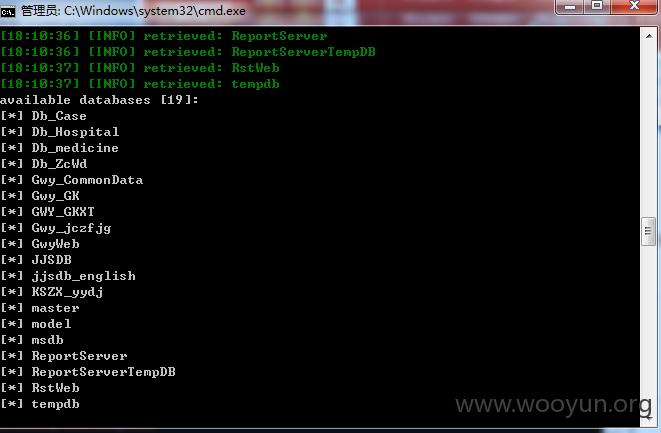 管理员: C:\Windows\system32\cmd.exe
[18:10:36] [INFO] retrieved: ReportServer
[18:10:36] [INFO] retrieved: ReportServerTempDB
[18:10:37] [INFO] retrieved: RstWeb
[18:10:37] [INFO] retrieved: tempdb
available databases [19]:
[*] Db_Case
[*] Db_Hospital
[*] Db_medicine
[*] Db_ZcWd
[*] Gwy_CommonData
[*] Gwy_GK
[*] GWY_GKXT
[*] Gwy_jczfjg
[*] GwyWeb
[*] JJSDB
[*] jjsdb_english
[*] KSZX_yydj
[*] master
[*] model
[*] msdb
[*] ReportServer
[*] ReportServerTempDB
[*] RstWeb
[*] tempdb
www.wooyun.org